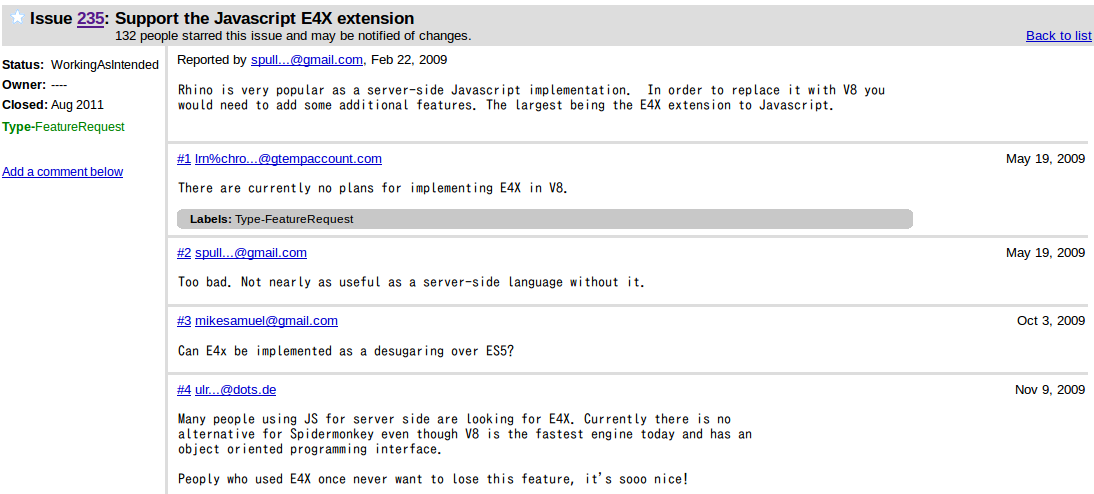 Issue 235: Support the Javascript E4X extension
132 people starred this issue and may be notified of changes.
Back to list
Status: WorkingAsIntended
Owner: ----
Closed: Aug 2011
Type-FeatureRequest
Add a comment below
Reported by spull...@gmail.com, Feb 22, 2009
Rhino is very popular as a server-side Javascript implementation.  In order to replace it with V8 you
would need to add some additional features. The largest being the E4X extension to Javascript.
#1 lrn%chro...@gtempaccount.com May 19, 2009
There are currently no plans for implementing E4X in V8.
Labels: Type-FeatureRequest
#2 spull...@gmail.com May 19, 2009
Too bad. Not nearly as useful as a server-side language without it.
#3 mikesamuel@gmail.com Oct 3, 2009
Can E4x be implemented as a desugaring over ES5?
#4 ulr...@dots.de Nov 9, 2009
Many people using JS for server side are looking for E4X. Currently there is no
alternative for Spidermonkey even though V8 is the fastest engine today and has an
object oriented programming interface.
Peoply who used E4X once never want to lose this feature, it's sooo nice!